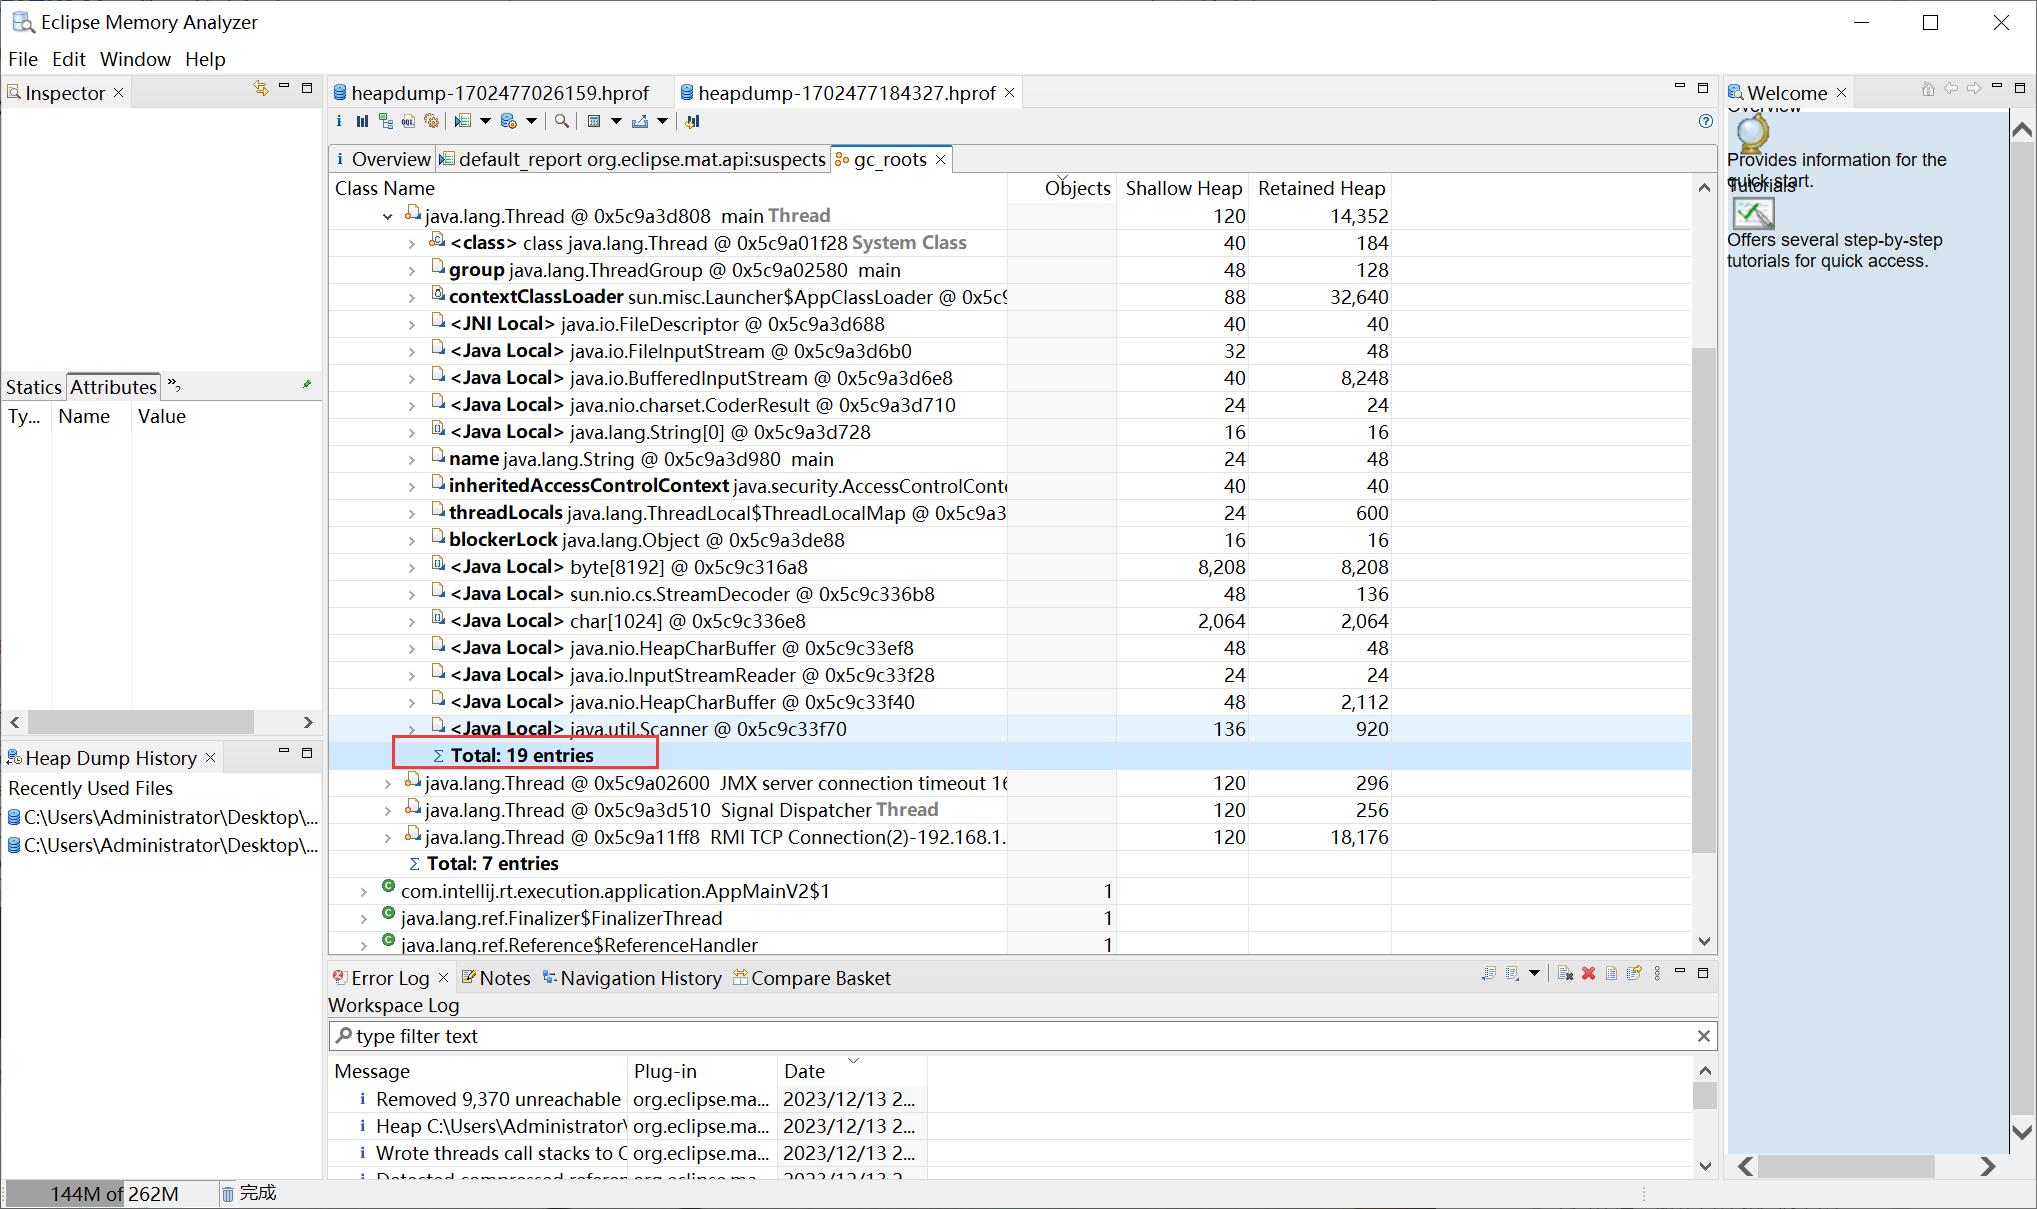 Eclipse Memory Analyzer
File Edit Window Help
Inspector
Statics Attributes
Ty... Name Value
Heap Dump History
Recently Used Files
C:\Users\Administrator\Desktop\...
C:\Users\Administrator\Desktop\...
heapdump-1702477026159.hprof heapdump-1702477184327.hprof
Overview default_report org.eclipse.mat.api:suspects gc_roots
Class Name Objects Shallow Heap Retained Heap
java.lang.Thread @ 0x5c9a3d808 main Thread 120 14,352
<class> class java.lang.Thread @ 0x5c9a01f28 System Class 40 184
group java.lang.ThreadGroup @ 0x5c9a02580 main 48 128
contextClassLoader sun.misc.Launcher$AppClassLoader @ 0x5c9 88 32,640
<JNI Local> java.io.FileDescriptor @ 0x5c9a3d688 40 40
<Java Local> java.io.FileInputStream @ 0x5c9a3d6b0 32 48
<Java Local> java.io.BufferedInputStream @ 0x5c9a3d6e8 40 8,248
<Java Local> java.nio.charset.CoderResult @ 0x5c9a3d710 24 24
<Java Local> java.lang.String[0] @ 0x5c9a3d728 16 16
name java.lang.String @ 0x5c9a3d980 main 24 48
inheritedAccessControlContext java.security.AccessControlConte 40 40
threadLocals java.lang.ThreadLocal$ThreadLocalMap @ 0x5c9a3 24 600
blockerLock java.lang.Object @ 0x5c9a3de88 16 16
<Java Local> byte[8192] @ 0x5c9c316a8 8,208 8,208
<Java Local> sun.nio.cs.StreamDecoder @ 0x5c9c336b8 48 136
<Java Local> char[1024] @ 0x5c9c336e8 2,064 2,064
<Java Local> java.nio.HeapCharBuffer @ 0x5c9c33ef8 48 48
<Java Local> java.io.InputStreamReader @ 0x5c9c33f28 24 24
<Java Local> java.nio.HeapCharBuffer @ 0x5c9c33f40 48 2,112
<Java Local> java.util.Scanner @ 0x5c9c33f70 136 920
Σ Total: 19 entries
java.lang.Thread @ 0x5c9a02600 JMX server connection timeout 16 120 296
java.lang.Thread @ 0x5c9a3d510 Signal Dispatcher Thread 120 256
java.lang.Thread @ 0x5c9a11ff8 RMI TCP Connection(2)-192.168.1. 120 18,176
Σ Total: 7 entries
com.intellij.rt.execution.application.AppMainV2$1 1
java.lang.ref.Finalizer$FinalizerThread 1
java.lang.ref.Reference$ReferenceHandler 1
Error Log Notes Navigation History Compare Basket
Workspace Log
type filter text
Message Plug-in Date
Removed 9,370 unreachable org.eclipse.ma... 2023/12/13 2...
Heap C:\Users\Administrator\ org.eclipse.ma... 2023/12/13 2...
Wrote threads call stacks to C org.eclipse.ma... 2023/12/13 2...
Detected compressed referen org.eclipse.ma... 2023/12/13 2...
Welcome
Overview
Provides information for the
quick start.
Tutorials
Offers several step-by-step
tutorials for quick access.
144M of 262M 完成